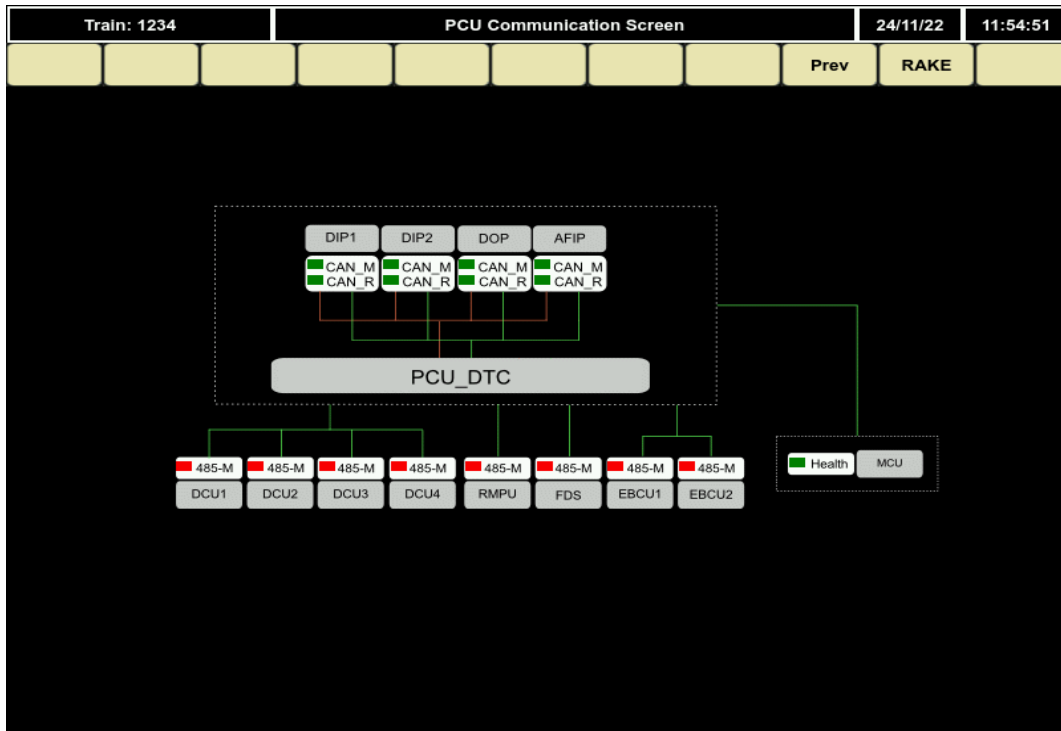 Train: 1234 PCU Communication Screen 24/11/22 11:54:51
Prev RAKE
DIP1 DIP2 DOP AFIP
CAN_M CAN_M CAN_M CAN_M
CAN_R CAN_R CAN_R CAN_R
PCU_DTC
485-M 485-M 485-M 485-M 485-M 485-M 485-M 485-M Health MCU
DCU1 DCU2 DCU3 DCU4 RMPU FDS EBCU1 EBCU2